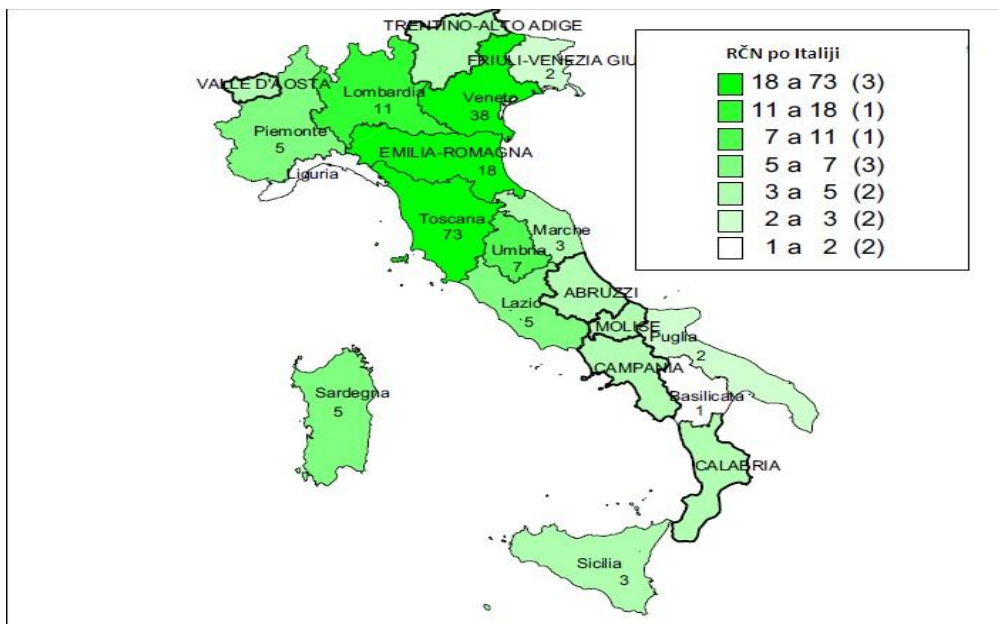 TRENTINO-ALTO ADIGE
FRIULI-VENEZIA GIU
2
VALLE D'AOSTA
Lombardia
11
Veneto
38
Piemonte
5
EMILIA-ROMAGNA
18
Liguria
Toscana
73
Marche
3
Umbria
7
Lazio
5
ABRUZZI
MOLISE
Puglia
2
CAMPANIA
Basilicata
1
Sardegna
5
CALABRIA
Sicilia
3
RČN po Italiji
18 a 73 (3)
11 a 18 (1)
7 a 11 (1)
5 a 7 (3)
3 a 5 (2)
2 a 3 (2)
1 a 2 (2)